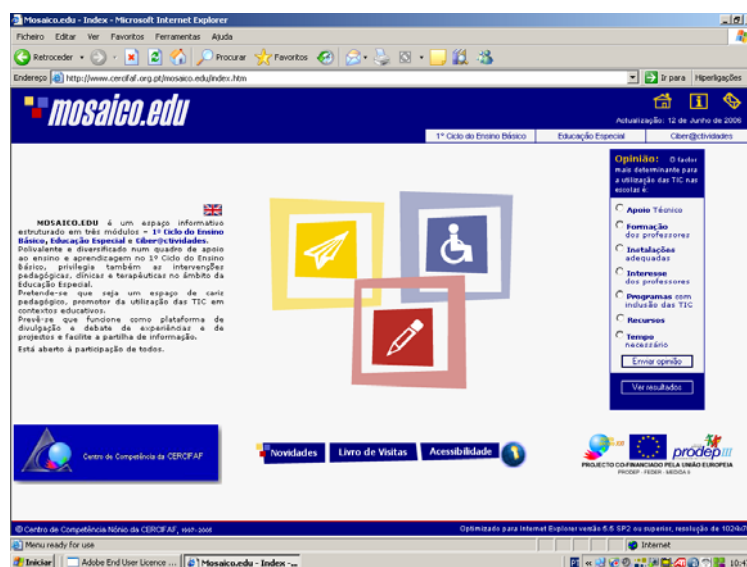 Mosaico.edu - Index - Microsoft Internet Explorer
Ficheiro Editar Ver Favoritos Ferramentas Ajuda
Retroceder Procurar Favoritos
Endereço http://www.cercifaf.org.pt/mosaico.edu/index.htm Ir para Hiperligações
mosaico.edu
Actualização: 12 de Junho de 2006
1º Ciclo do Ensino Básico Educação Especial Ciber@ctividades
MOSAICO.EDU é um espaço informativo
estruturado em três módulos - 1º Ciclo do Ensino
Básico, Educação Especial e Ciber@ctividades.
Polivalente e diversificado num quadro de apoio
ao ensino e aprendizagem no 1º Ciclo do Ensino
Básico, privilegia também as intervenções
pedagógicas, clínicas e terapêuticas no âmbito da
Educação Especial.
Pretende-se que seja um espaço de cariz
pedagógico, promotor da utilização das TIC em
contextos educativos.
Prevê-se que funcione como plataforma de
divulgação e debate de experiências e de
projectos e facilite a partilha de informação.
Está aberto à participação de todos.
Opinião: O factor
mais determinante para
a utilização das TIC nas
escolas é:
Apoio Técnico
Formação
dos professores
Instalações
adequadas
Interesse
dos professores
Programas com
inclusão das TIC
Recursos
Tempo
necessário
Enviar opinião
Ver resultados
Centro de Competência da CERCIFAF
Novidades Livro de Visitas Acessibilidade
prodep III
PROJECTO CO-FINANCIADO PELA UNIÃO EUROPEIA
PRODEP - FEDER - MEDIDA 9
© Centro de Competência Nónio da CERCIFAF, 1997-2006 Optimizado para Internet Explorer versão 5.5 SP2 ou superior, resolução de 1024x7
Menu ready for use Internet
Iniciar Adobe End User Licence ... Mosaico.edu - Index -... 10:4